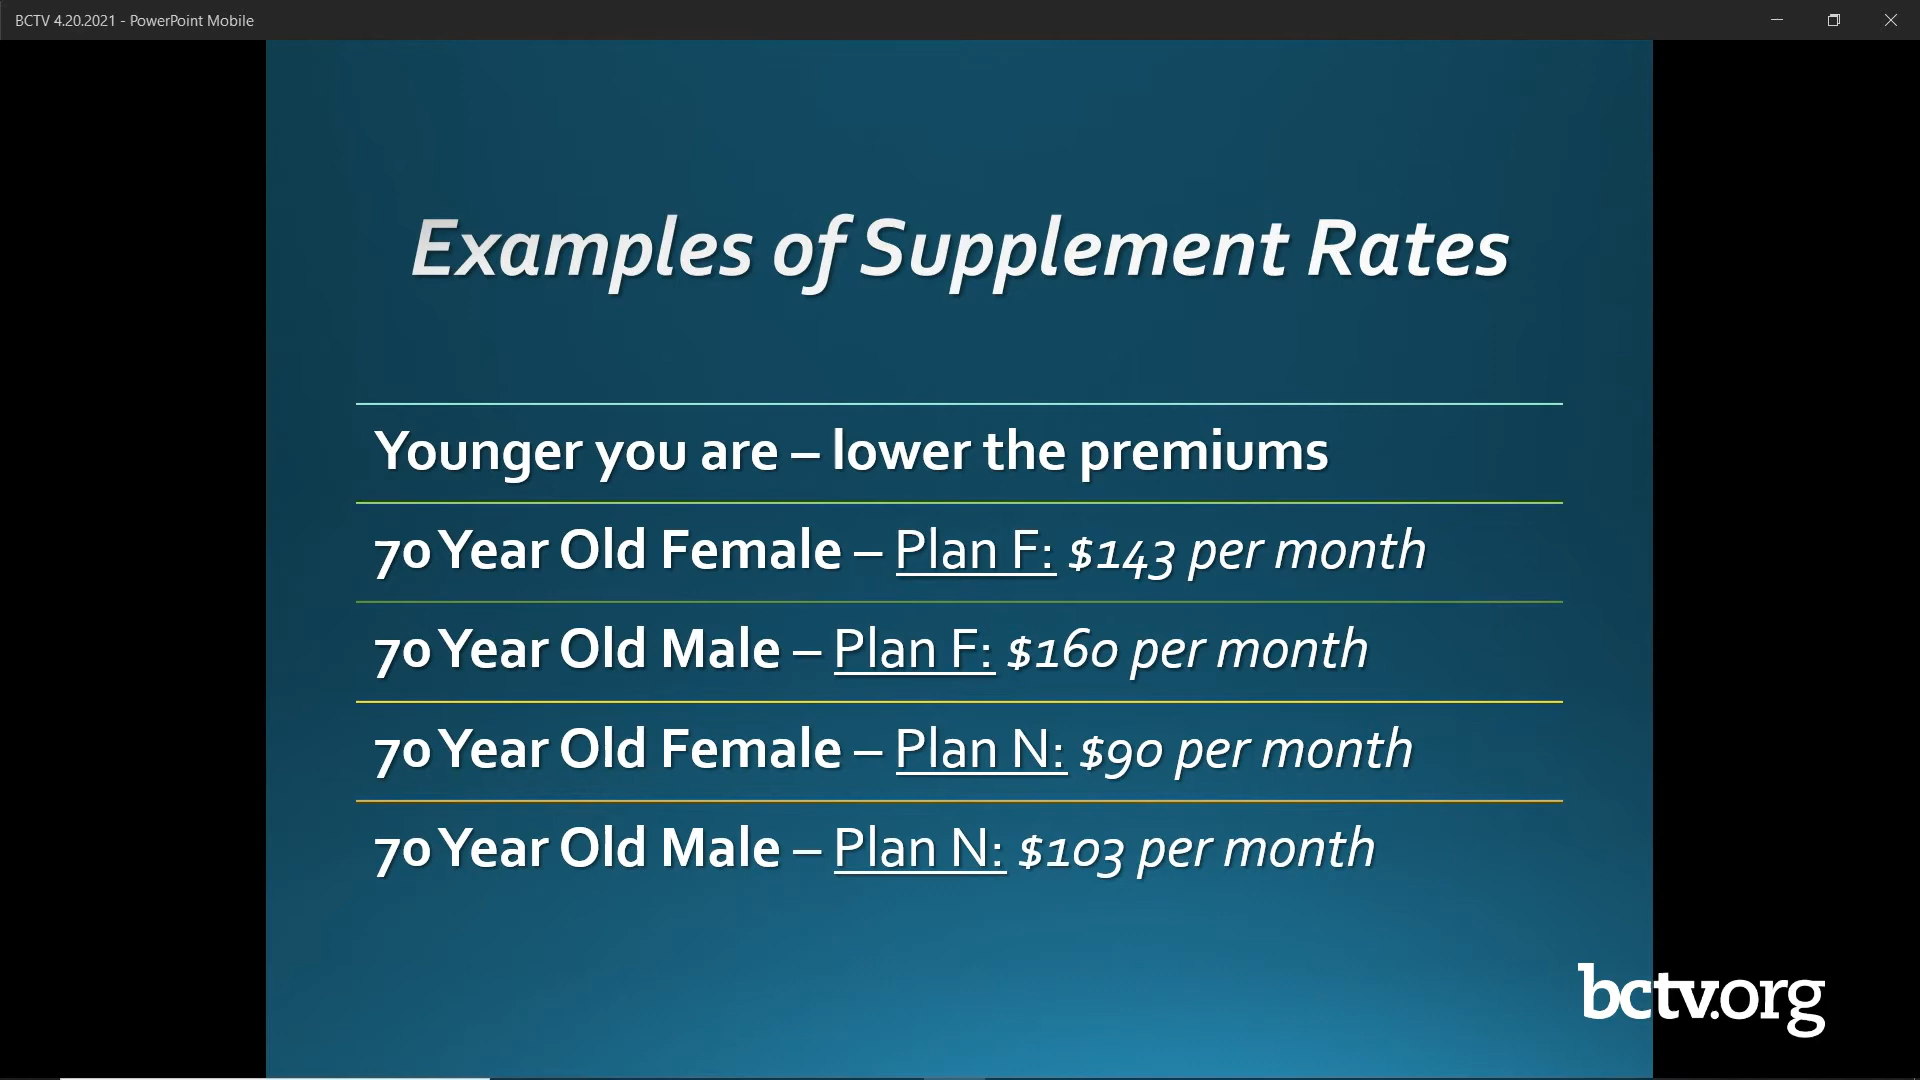 BCTV 4.20.2021 - PowerPoint Mobile
Examples of Supplement Rates
Younger you are – lower the premiums
70 Year Old Female – Plan F: $143 per month
70 Year Old Male – Plan F: $160 per month
70 Year Old Female – Plan N: $90 per month
70 Year Old Male – Plan N: $103 per month
bctv.org